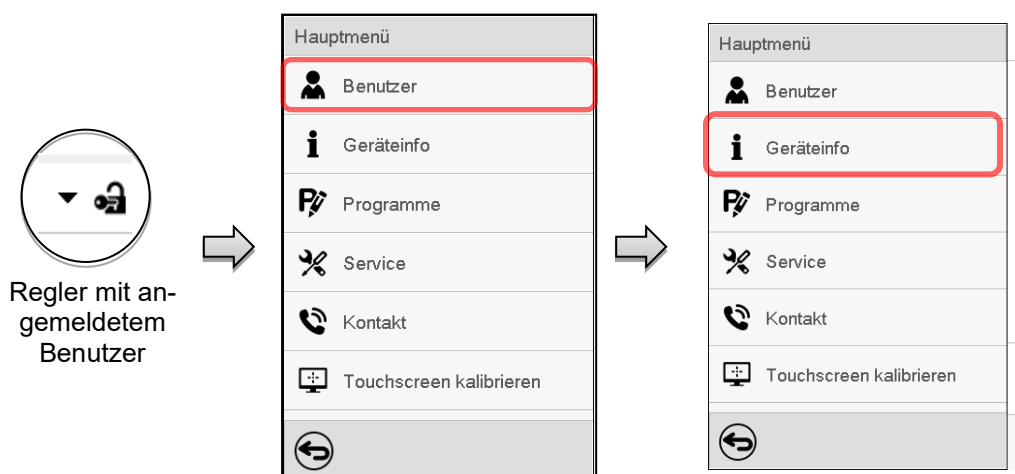 Regler mit an-
gemeldetem
Benutzer
Hauptmenü
Benutzer
Geräteinfo
Programme
Service
Kontakt
Touchscreen kalibrieren
Hauptmenü
Benutzer
Geräteinfo
Programme
Service
Kontakt
Touchscreen kalibrieren